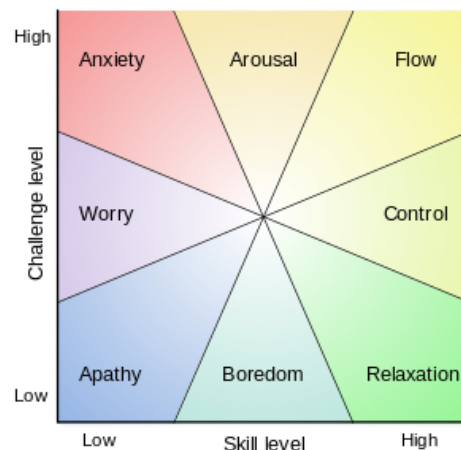 High
Anxiety
Arousal
Flow
Challenge level
Worry
Control
Apathy
Boredom
Relaxation
Low
Low
Skill level
High